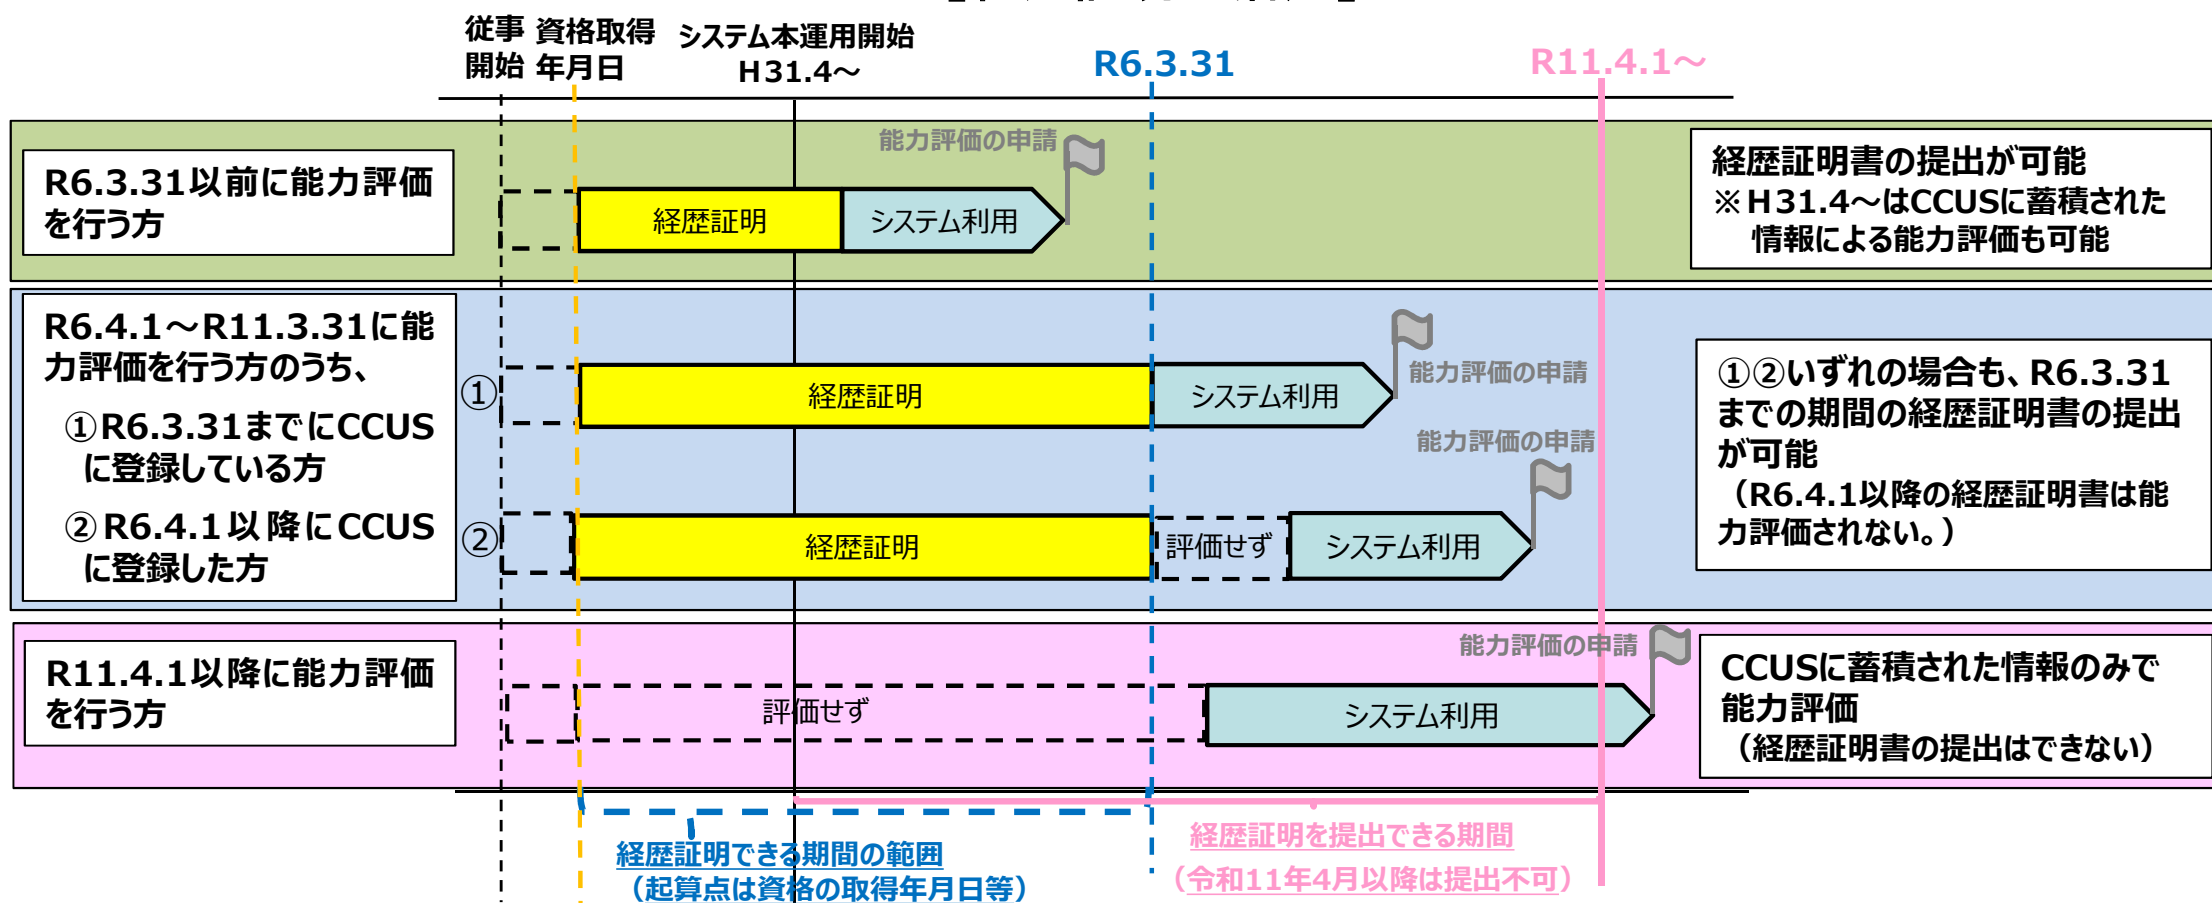 従事
開始
資格取得
年月日
システム本運用開始
H31.4~
R6.3.31
R11.4.1~
R6.3.31以前に能力評価
を行う方
経歴証明
システム利用
能力評価の申請
経歴証明書の提出が可能
※H31.4~はCCUSに蓄積された
情報による能力評価も可能
R6.4.1~R11.3.31に能
力評価を行う方のうち、
①R6.3.31までにCCUS
に登録している方
②R6.4.1以降にCCUS
に登録した方
①
経歴証明
システム利用
能力評価の申請
②
経歴証明
評価せず
システム利用
能力評価の申請
①②いずれの場合も、R6.3.31
までの期間の経歴証明書の提出
が可能
(R6.4.1以降の経歴証明書は能
力評価されない。)
R11.4.1以降に能力評価
を行う方
評価せず
システム利用
能力評価の申請
CCUSに蓄積された情報のみで
能力評価
(経歴証明書の提出はできない)
経歴証明できる期間の範囲
(起算点は資格の取得年月日等)
経歴証明を提出できる期間
(令和11年4月以降は提出不可)